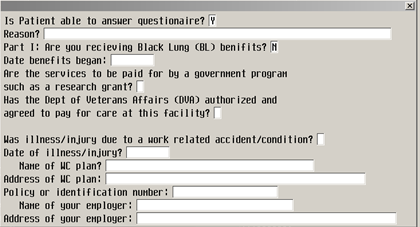 Is Patient able to answer questionaire? Y
Reason?
Part I: Are you recieving Black Lung (BL) benifits? N
Date benefits began:
Are the services to be paid for by a government program
such as a research grant?
Has the Dept of Veterans Affairs (DVA) authorized and
agreed to pay for care at this facility?
Was illness/injury due to a work related accident/condition?
Date of illness/injury?
Name of WC plan?
Address of WC plan:
Policy or identification number:
Name of your employer:
Address of your employer: